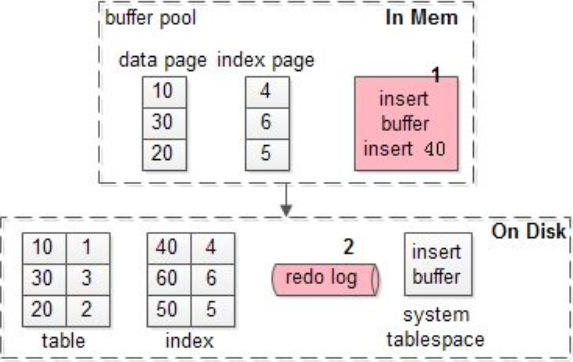 buffer pool
In Mem
data page
index page
10
30
20
4
6
5
1
insert
buffer
insert 40
On Disk
10 1
30 3
20 2
table
40 4
60 6
50 5
index
2
redo log
insert
buffer
system
tablespace